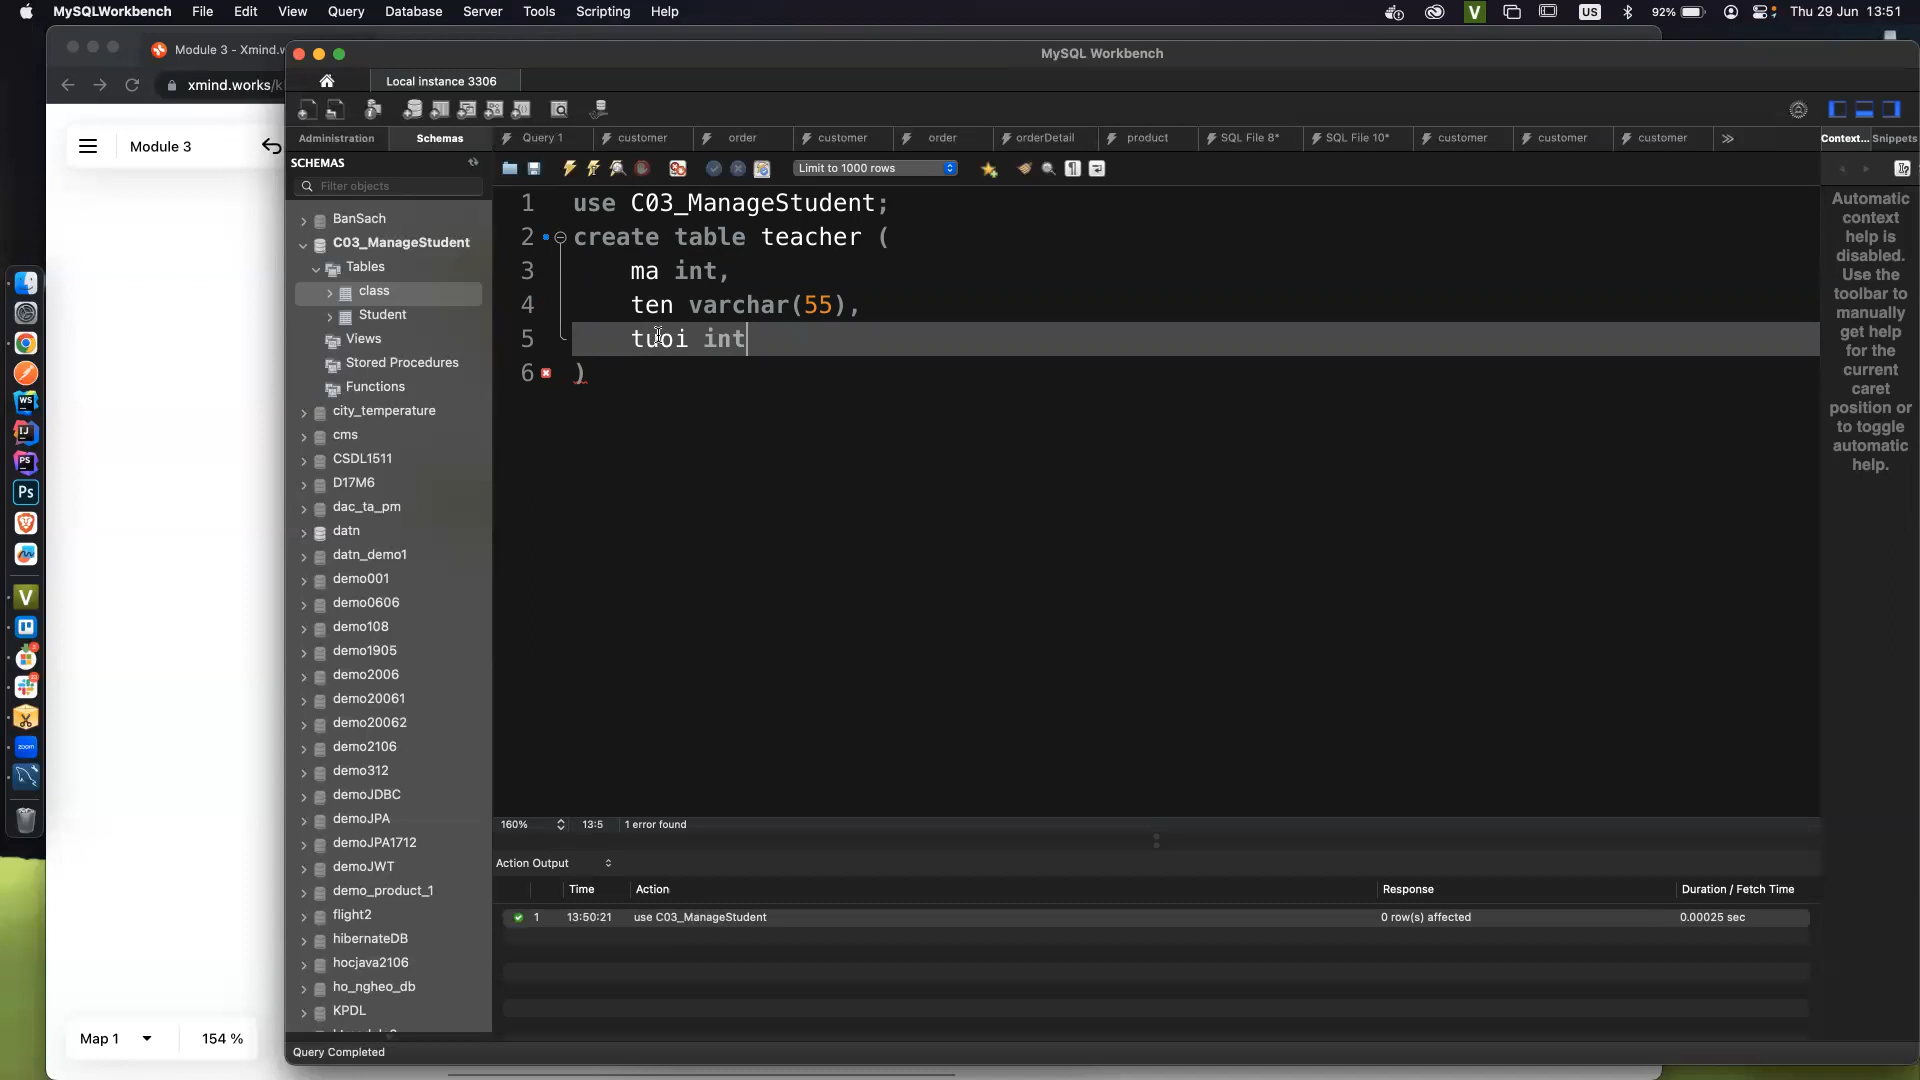 MySQLWorkbench File Edit View Query Database Server Tools Scripting Help
V US 92% Thu 29 Jun 13:51
Module 3 - Xmind.w
MySQL Workbench
Local instance 3306
xmind.works/k
Administration Schemas Query 1 customer order customer order orderDetail product SQL File 8* SQL File 10* customer customer customer Context... Snippets
Module 3
SCHEMAS
Limit to 1000 rows
Filter objects
BanSach
C03_ManageStudent
Tables
class
Student
Views
Stored Procedures
Functions
city_temperature
cms
CSDL1511
D17M6
dac_ta_pm
datn
datn_demo1
demo001
demo0606
demo108
demo1905
demo2006
demo20061
demo20062
demo2106
demo312
demoJDBC
demoJPA
demoJPA1712
demoJWT
demo_product_1
flight2
hibernateDB
hocjava2106
ho_ngheo_db
KPDL
1 use C03_ManageStudent;
2 create table teacher (
3 ma int,
4 ten varchar(55),
5 tuoi int
6 )
Automatic
context
help is
disabled.
Use the
toolbar to
manually
get help
for the
current
caret
position or
to toggle
automatic
help.
WS
IJ
PS
Ps
V
zoom
160% 13:5 1 error found
Action Output
Time Action Response Duration / Fetch Time
1 13:50:21 use C03_ManageStudent 0 row(s) affected 0.00025 sec
Map 1 154 %
Query Completed